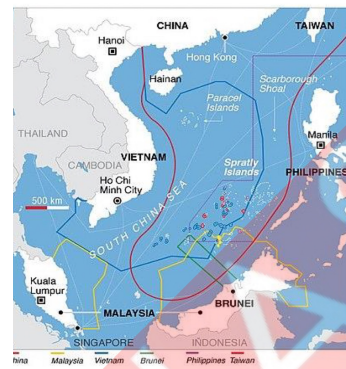 CHINA
TAIWAN
Hanoi
Hong Kong
Hainan
Paracel
Islands
Scarborough
Shoal
THAILAND
Manila
CAMBODIA
VIETNAM
Spratly
Islands
PHILIPPINES
Ho Chi
Minh City
500 km
SOUTH CHINA SEA
Kuala
Lumpur
BRUNEI
MALAYSIA
SINGAPORE
INDONESIA
hina Malaysia Vietnam Brunei Philippines Taiwan